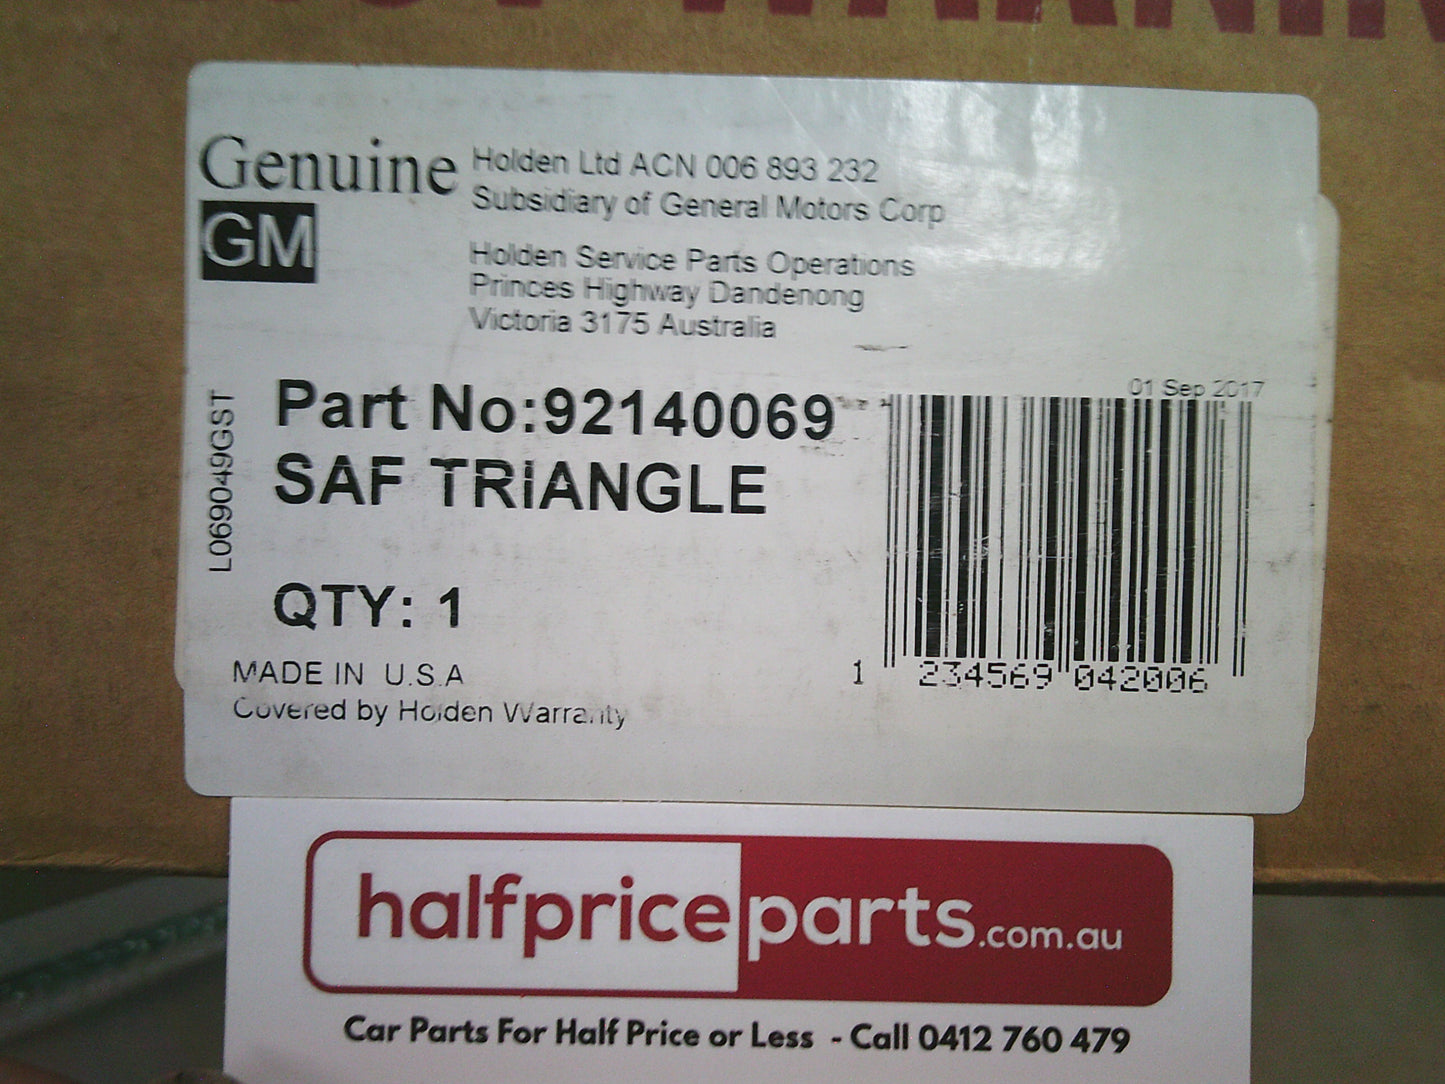 WARNIN
Genuine
GM
Holden Ltd ACN 006 893 232
Subsidiary of General Motors Corp
Holden Service Parts Operations
Princes Highway Dandenong
Victoria 3175 Australia
L069049GST
Part No:92140069
SAF TRIANGLE
QTY: 1
MADE IN U.S.A
Covered by Holden Warranty
01 Sep 2017
1 234569 042006
halfpriceparts.com.au
Car Parts For Half Price or Less - Call 0412 760 479